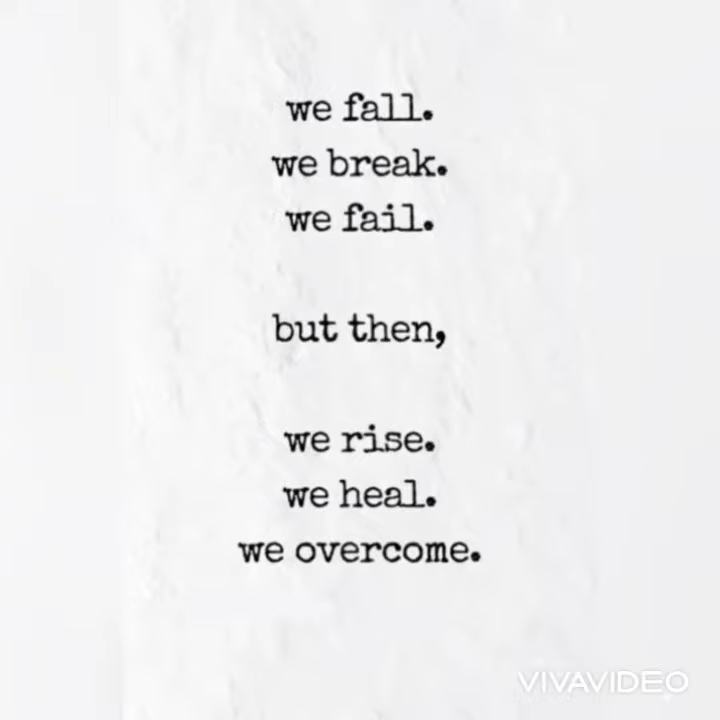 we fall.
we break.
we fail.
but then,
we rise.
we heal.
we overcome.
VIVAVIDEO